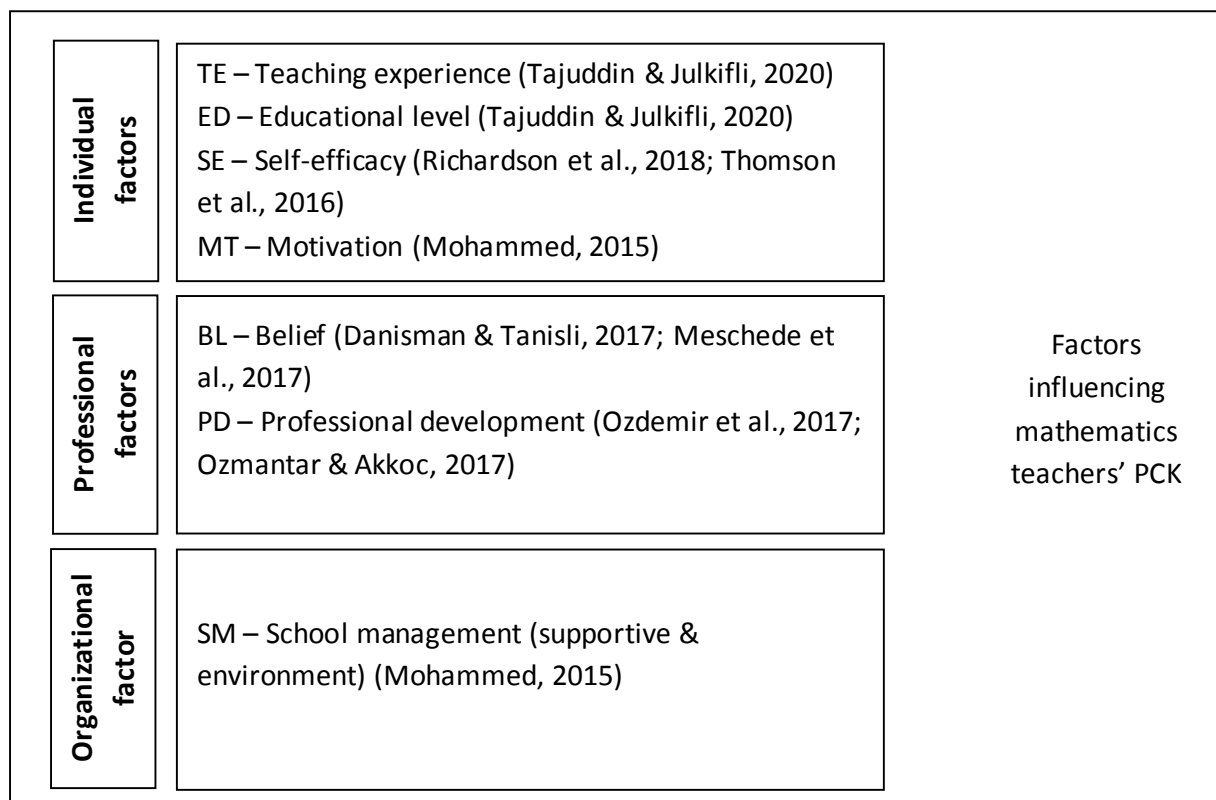 Individual
factors
TE – Teaching experience (Tajuddin & Julkifli, 2020)
ED – Educational level (Tajuddin & Julkifli, 2020)
SE – Self-efficacy (Richardson et al., 2018; Thomson
et al., 2016)
MT – Motivation (Mohammed, 2015)
Professional
factors
BL – Belief (Danisman & Tanisli, 2017; Meschede et
al., 2017)
PD – Professional development (Ozdemir et al., 2017;
Ozmantar & Akkoc, 2017)
Organizational
factor
SM – School management (supportive &
environment) (Mohammed, 2015)
Factors
influencing
mathematics
teachers’ PCK